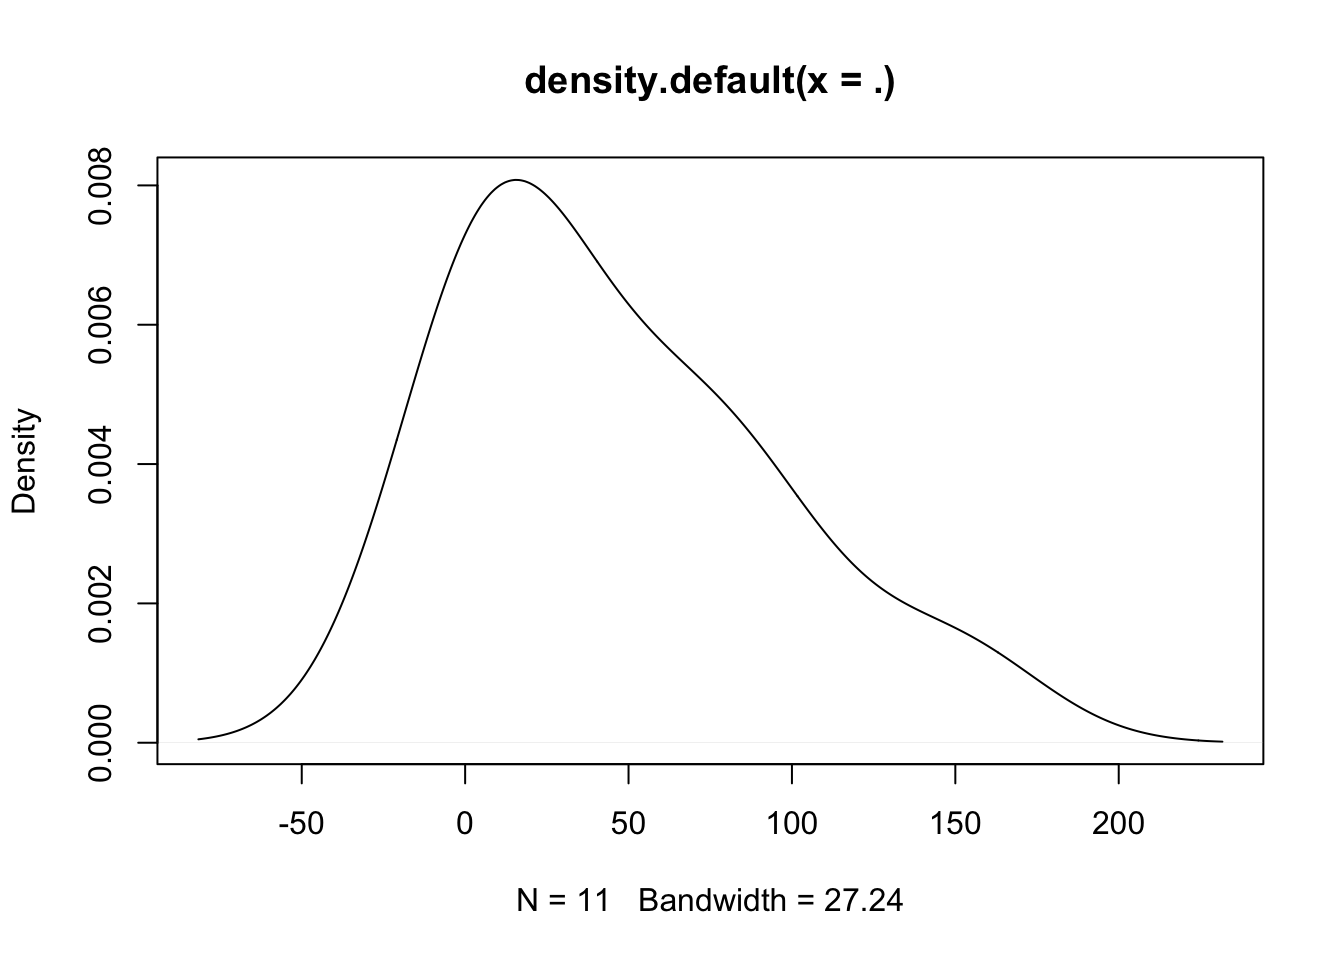 density.default(x = .)
Density
0.008
0.006
0.004
0.002
0.000
-50 0 50 100 150 200
N = 11 Bandwidth = 27.24